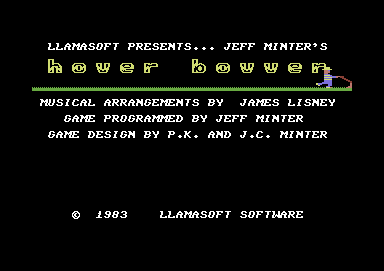 LLAMASOFT PRESENTS... JEFF MINTER'S
hover bovver
MUSICAL ARRANGEMENTS BY JAMES LISNEY
GAME PROGRAMMED BY JEFF MINTER
GAME DESIGN BY P.K. AND J.C. MINTER
© 1983 LLAMASOFT SOFTWARE